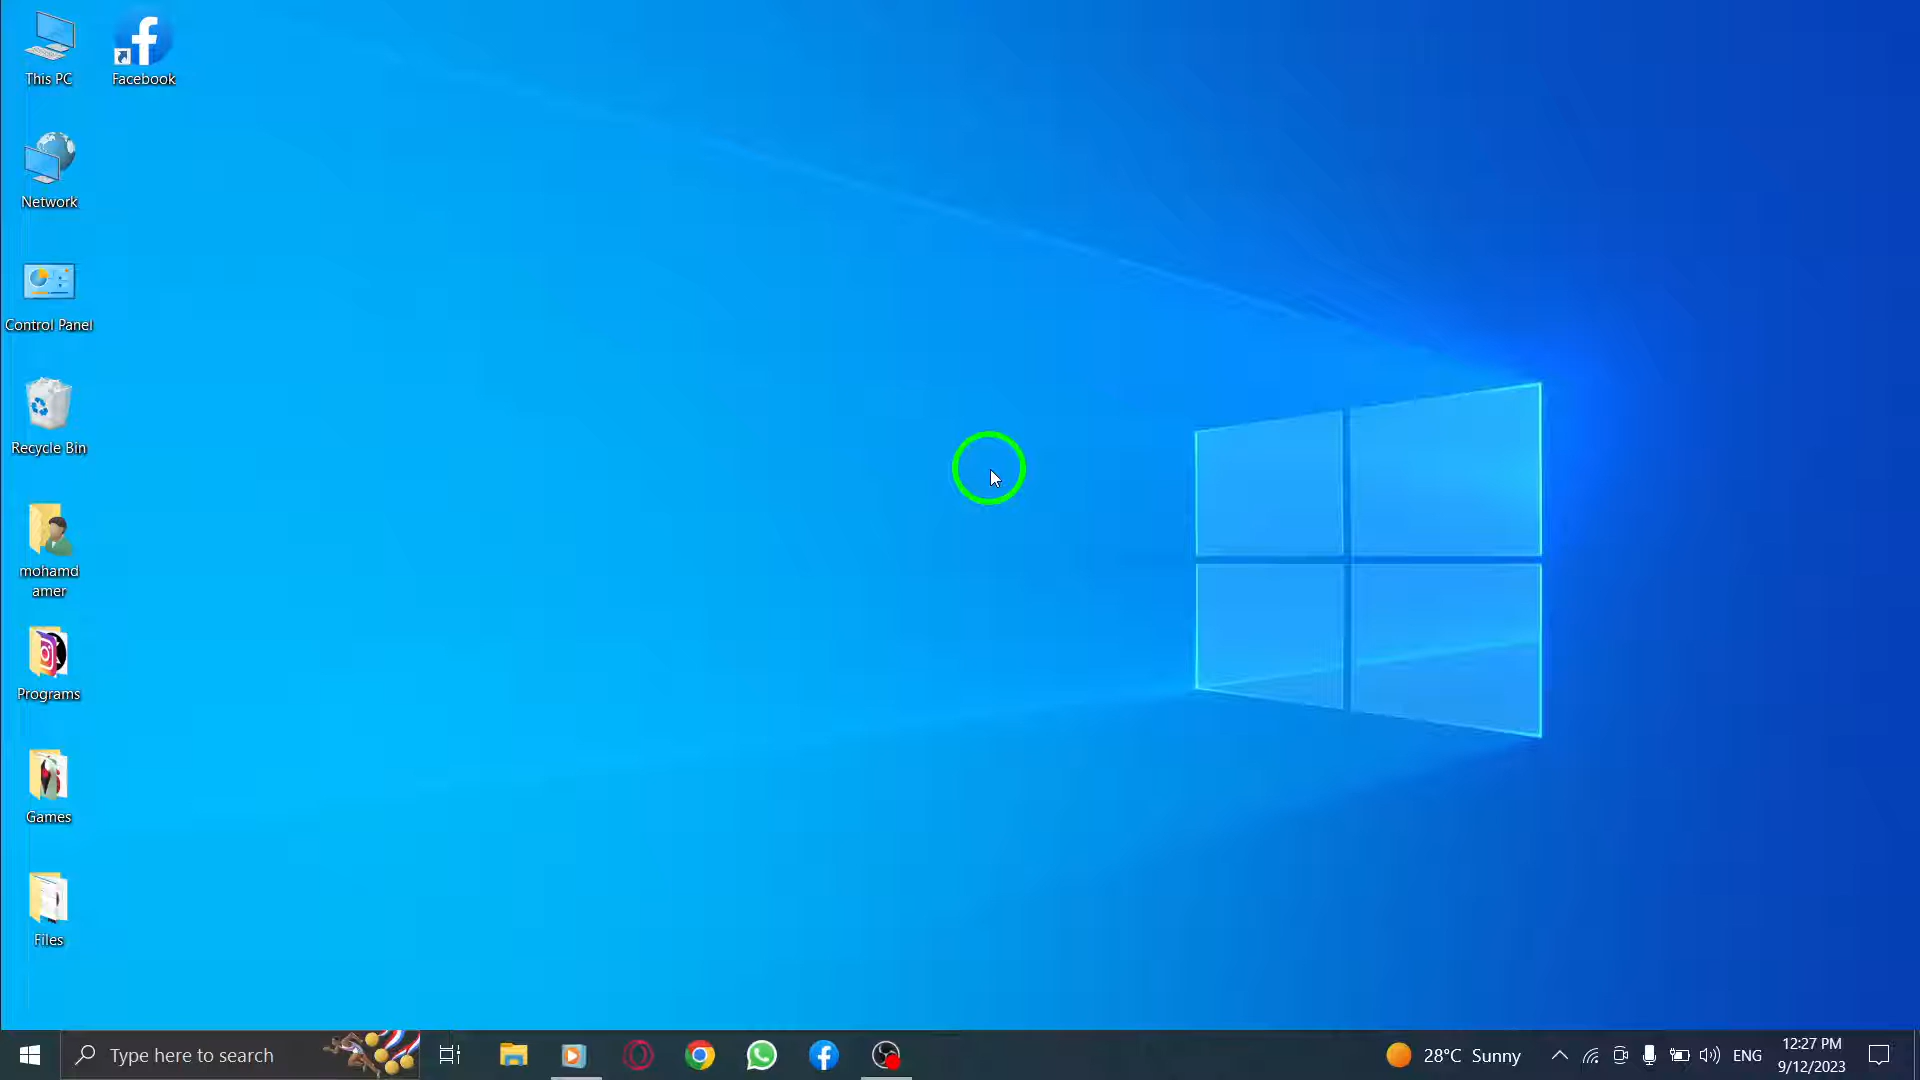 This PC
Facebook
Network
Control Panel
Recycle Bin
mohamd
amer
Programs
Games
Files
Type here to search
28°C Sunny
ENG
12:27 PM
9/12/2023